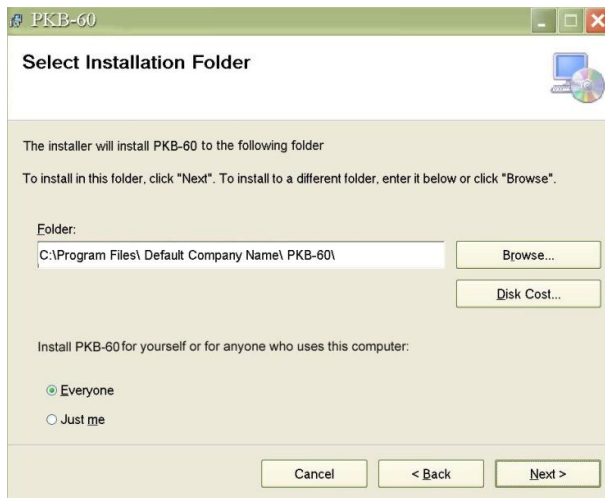 PKB-60
Select Installation Folder
The installer will install PKB-60 to the following folder
To install in this folder, click "Next". To install to a different folder, enter it below or click "Browse".
Folder:
C:\Program Files\ Default Company Name\ PKB-60\
Browse...
Disk Cost...
Install PKB-60 for yourself or for anyone who uses this computer:
Everyone
Just me
Cancel
< Back
Next >